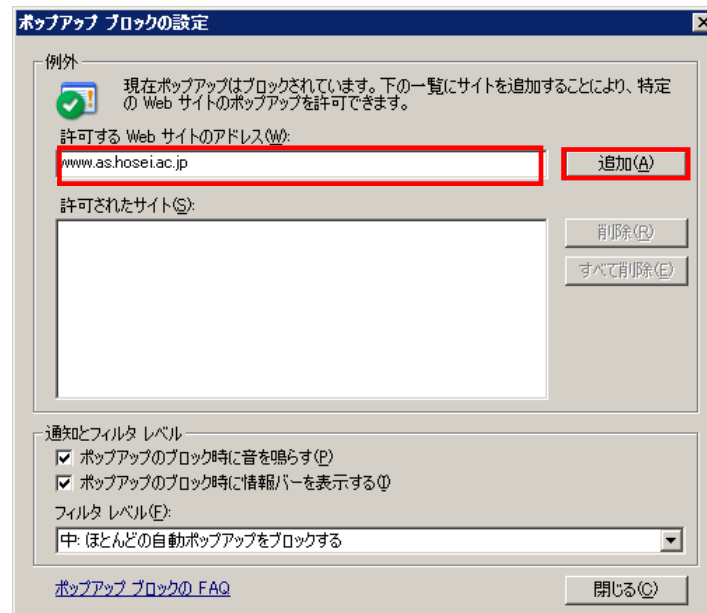 ポップアップ ブロックの設定
例外
現在ポップアップはブロックされています。下の一覧にサイトを追加することにより、特定
の Web サイトのポップアップを許可できます。
許可する Web サイトのアドレス(W):
www.as.hosei.ac.jp
追加(A)
許可されたサイト(S):
削除(R)
すべて削除(E)
通知とフィルタ レベル
ポップアップのブロック時に音を鳴らす(P)
ポップアップのブロック時に情報バーを表示する(I)
フィルタ レベル(F):
中: ほとんどの自動ポップアップをブロックする
ポップアップ ブロックの FAQ
閉じる(C)